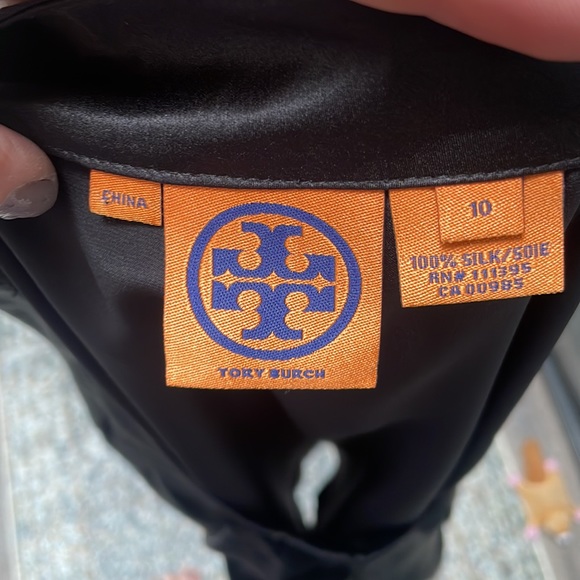 CHINA
TORY BURCH
10
100% SILK/SOIE
RN# 111395
CA 00985